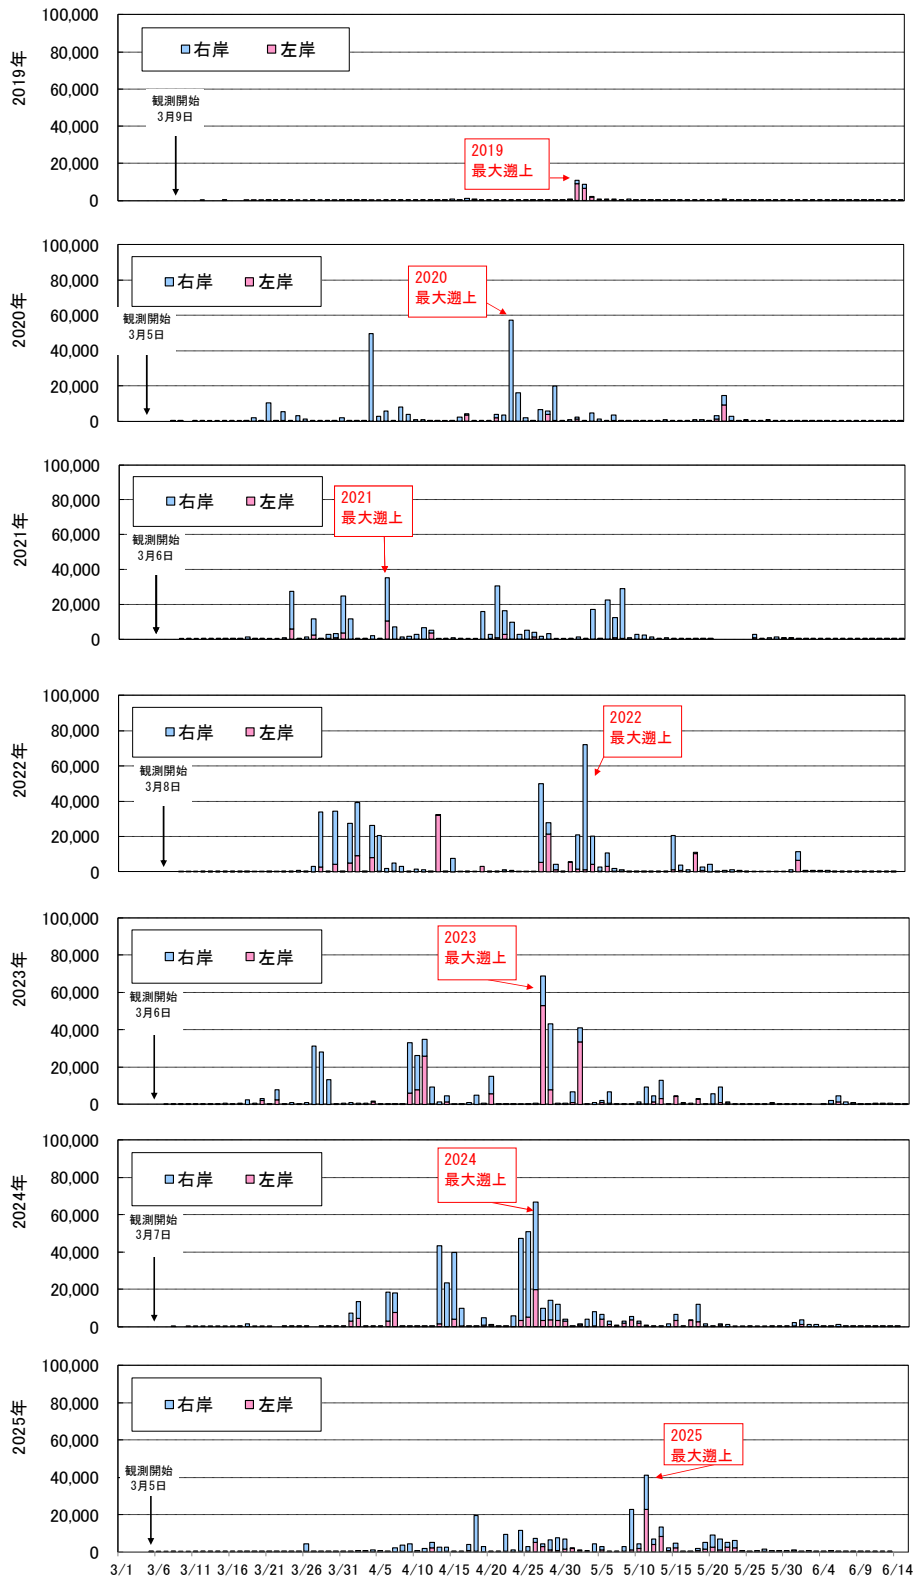 100,000
80,000
60,000
40,000
20,000
0
2019年
右岸 左岸
観測開始
3月9日
2019
最大遡上
100,000
80,000
60,000
40,000
20,000
0
2020年
右岸 左岸
観測開始
3月5日
2020
最大遡上
100,000
80,000
60,000
40,000
20,000
0
2021年
右岸 左岸
観測開始
3月6日
2021
最大遡上
100,000
80,000
60,000
40,000
20,000
0
2022年
右岸 左岸
観測開始
3月8日
2022
最大遡上
100,000
80,000
60,000
40,000
20,000
0
2023年
右岸 左岸
観測開始
3月6日
2023
最大遡上
100,000
80,000
60,000
40,000
20,000
0
2024年
右岸 左岸
観測開始
3月7日
2024
最大遡上
100,000
80,000
60,000
40,000
20,000
0
2025年
右岸 左岸
観測開始
3月5日
2025
最大遡上
3/1 3/6 3/11 3/16 3/21 3/26 3/31 4/5 4/10 4/15 4/20 4/25 4/30 5/5 5/10 5/15 5/20 5/25 5/30 6/4 6/9 6/14